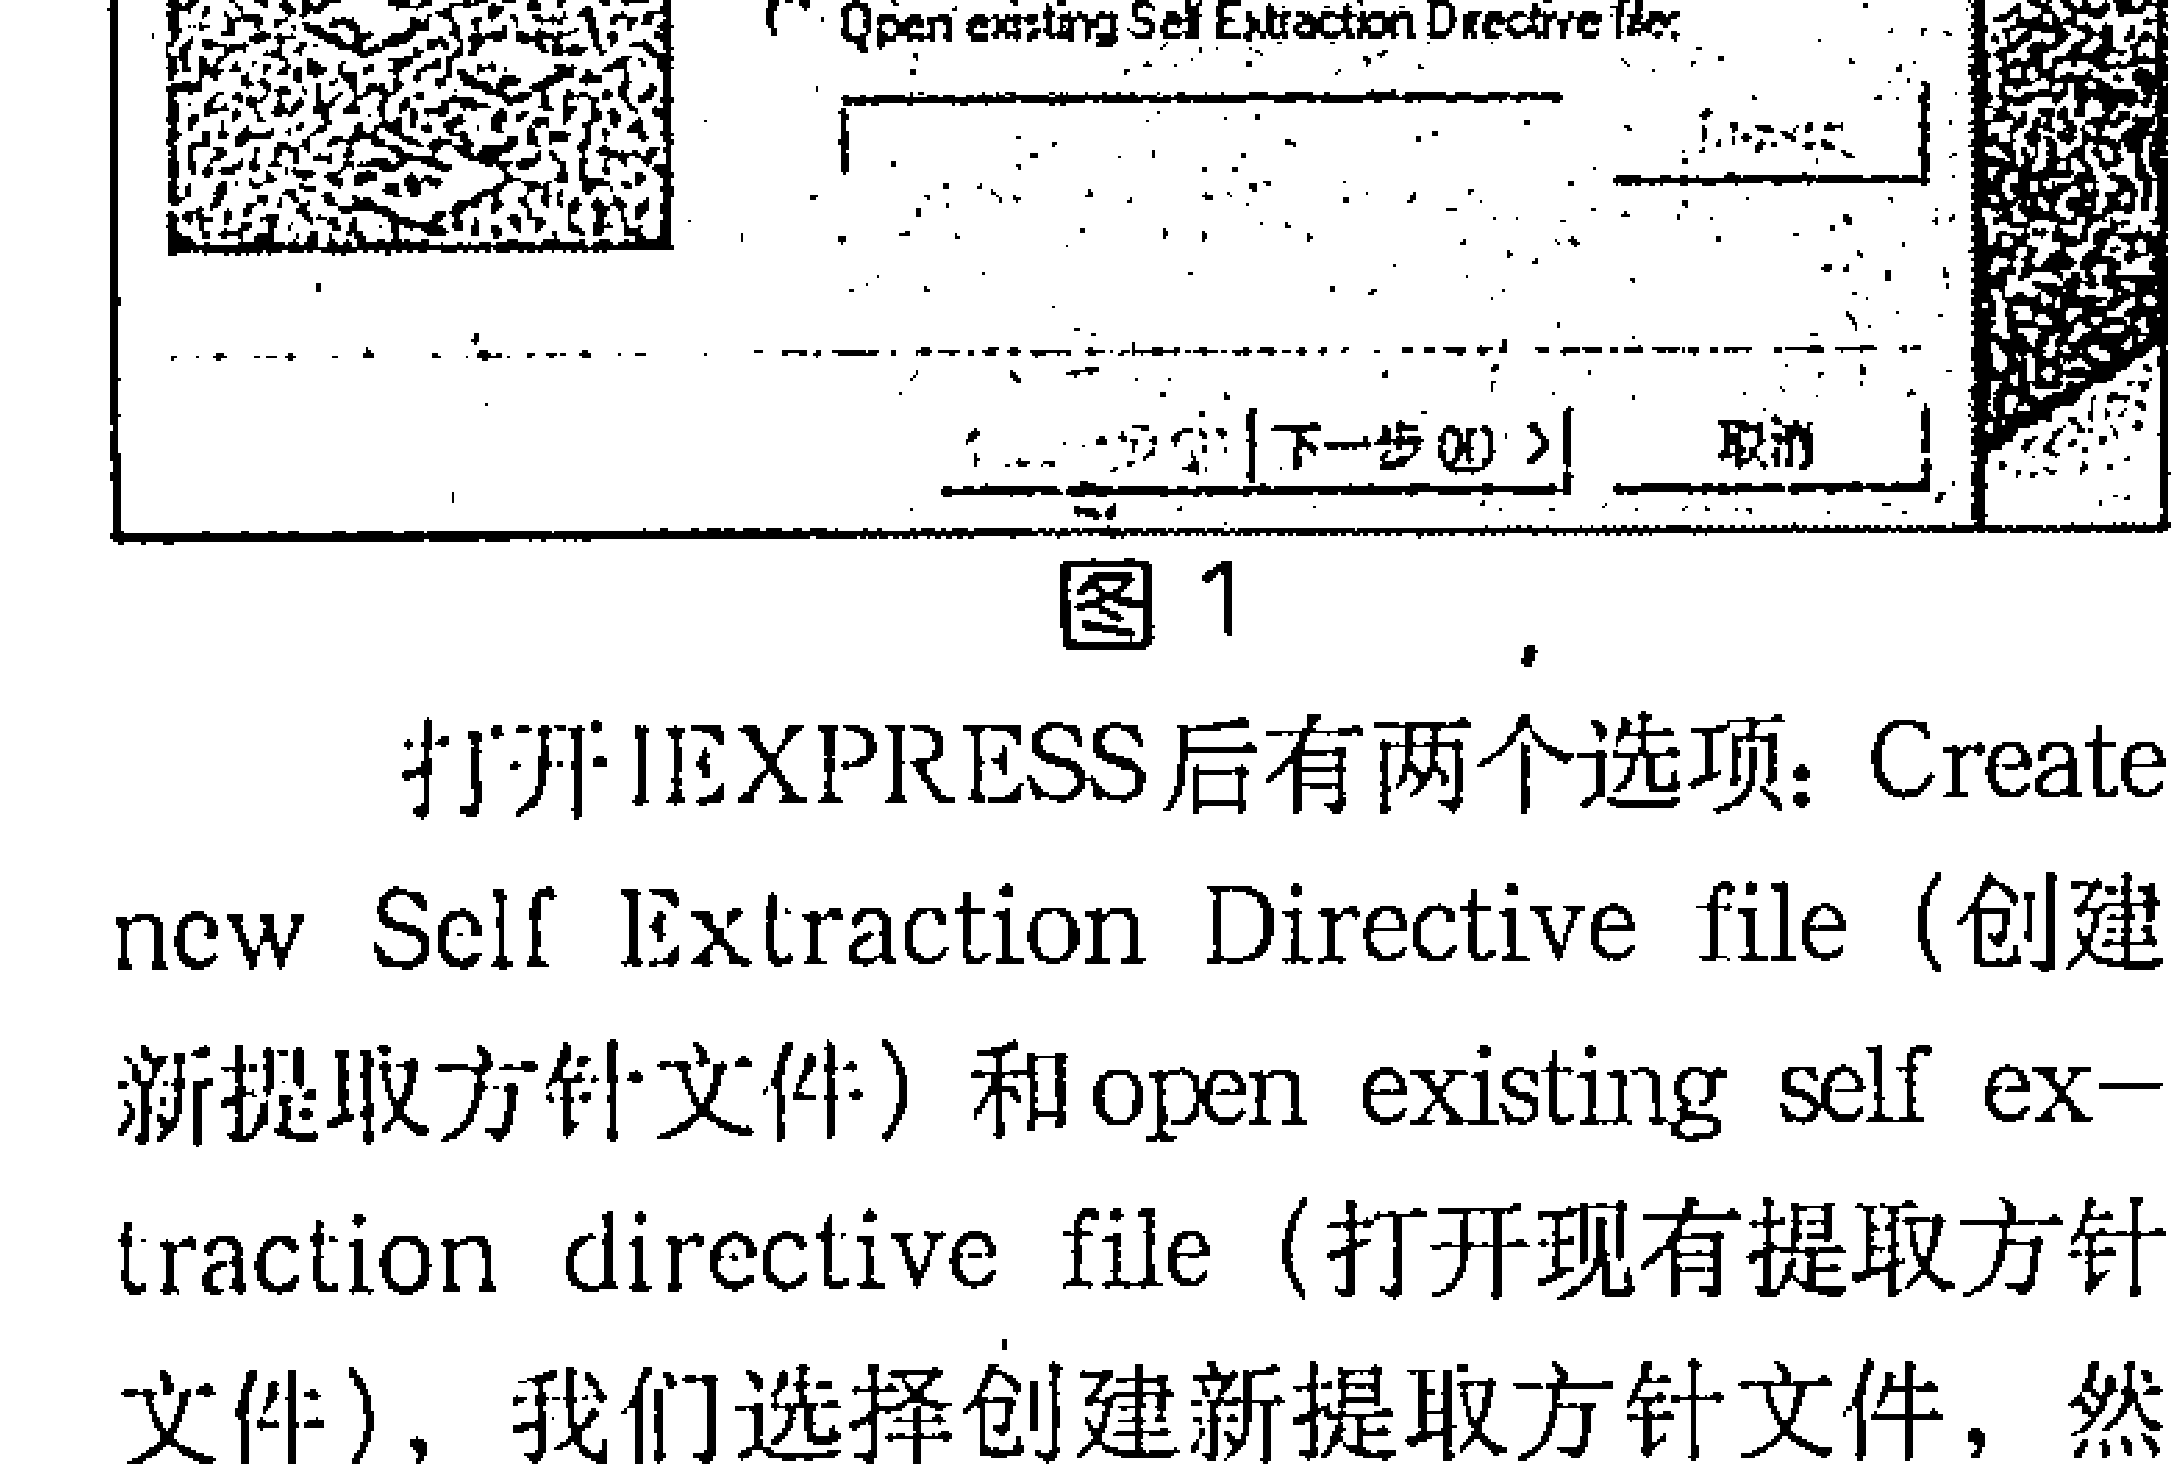 Open existing Self Extraction Directive file:
下一步(N) >
取消
图 1
打开IEXPRESS后有两个选项: Create
new Self Extraction Directive file (创建
新提取方针文件) 和open existing self ex-
traction directive file (打开现有提取方针
文件), 我们选择创建新提取方针文件, 然